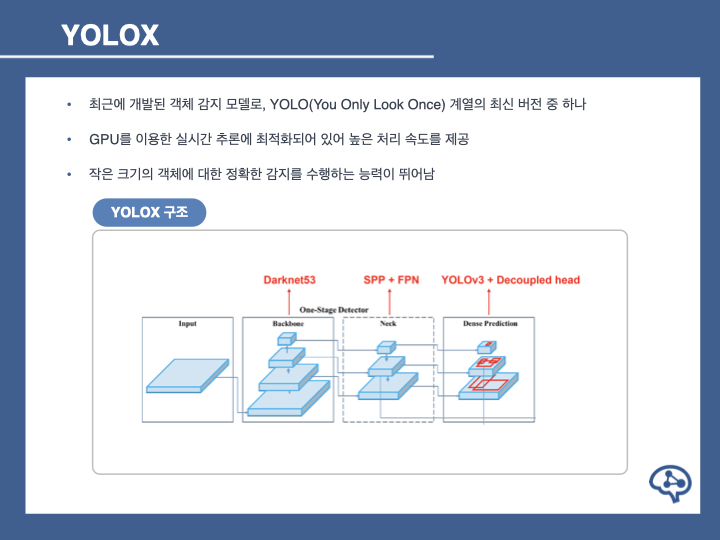 YOLOX
• 최근에 개발된 객체 감지 모델로, YOLO(You Only Look Once) 계열의 최신 버전 중 하나
• GPU를 이용한 실시간 추론에 최적화되어 있어 높은 처리 속도를 제공
• 작은 크기의 객체에 대한 정확한 감지를 수행하는 능력이 뛰어남
YOLOX 구조
Darknet53 SPP + FPN YOLOv3 + Decoupled head
One-Stage Detector
Input Backbone Neck Dense Prediction